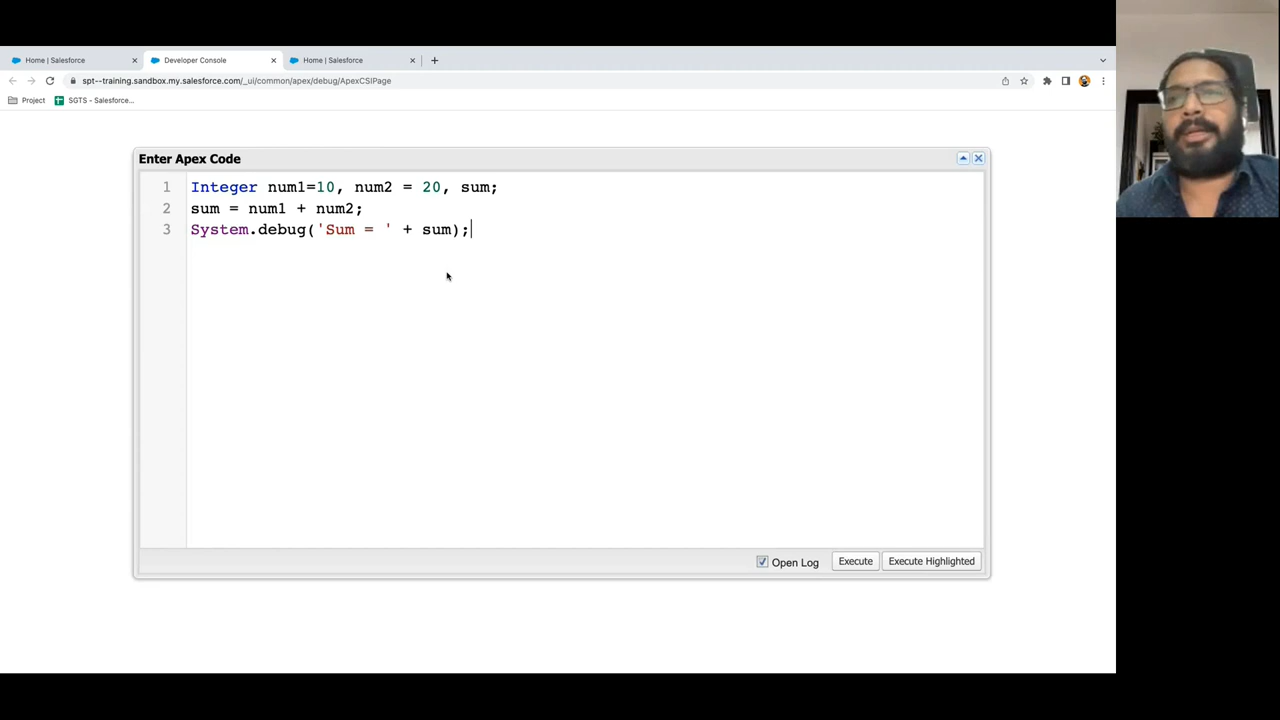 Home | Salesforce
Developer Console
Home | Salesforce
spt--training.sandbox.my.salesforce.com/_ui/common/apex/debug/ApexCSIPage
Project
SGTS - Salesforce...
Enter Apex Code
1 Integer num1=10, num2 = 20, sum;
2 sum = num1 + num2;
3 System.debug('Sum = ' + sum);
Open Log
Execute
Execute Highlighted